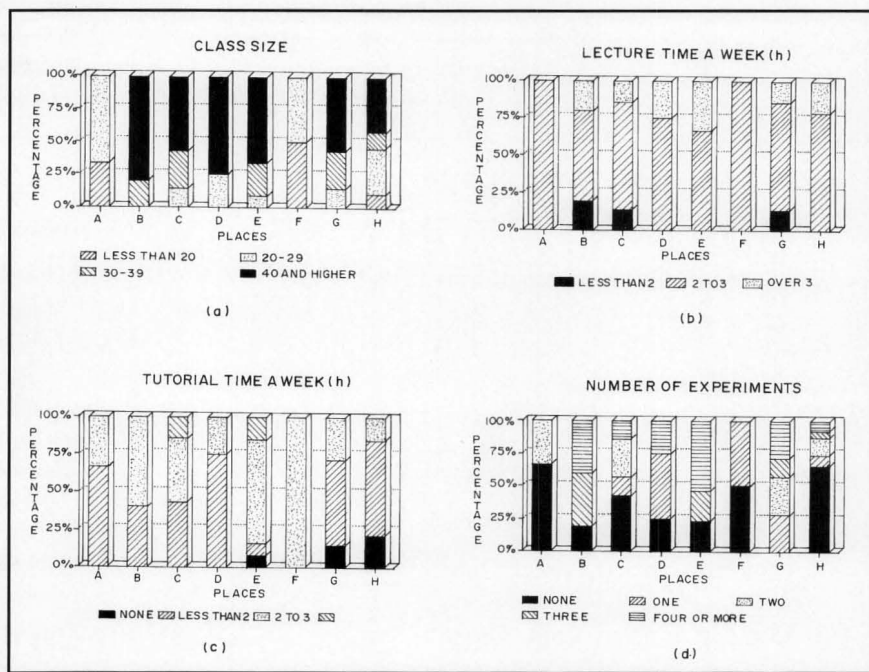 CLASS SIZE
100%
75%
50%
25%
0%
PERCENTAGE
A B C D E F G H
PLACES
LESS THAN 20 20-29
30-39 40 AND HIGHER
(a)
LECTURE TIME A WEEK (h)
100%
75%
50%
25%
0%
PERCENTAGE
A B C D E F G H
PLACES
LESS THAN 2 2 TO 3 OVER 3
(b)
TUTORIAL TIME A WEEK (h)
100%
75%
50%
25%
0%
PERCENTAGE
A B C D E F G H
PLACES
NONE LESS THAN 2 2 TO 3
(c)
NUMBER OF EXPERIMENTS
100%
75%
50%
25%
0%
PERCENTAGE
A B C D E F G H
PLACES
NONE ONE TWO
THREE FOUR OR MORE
(d)